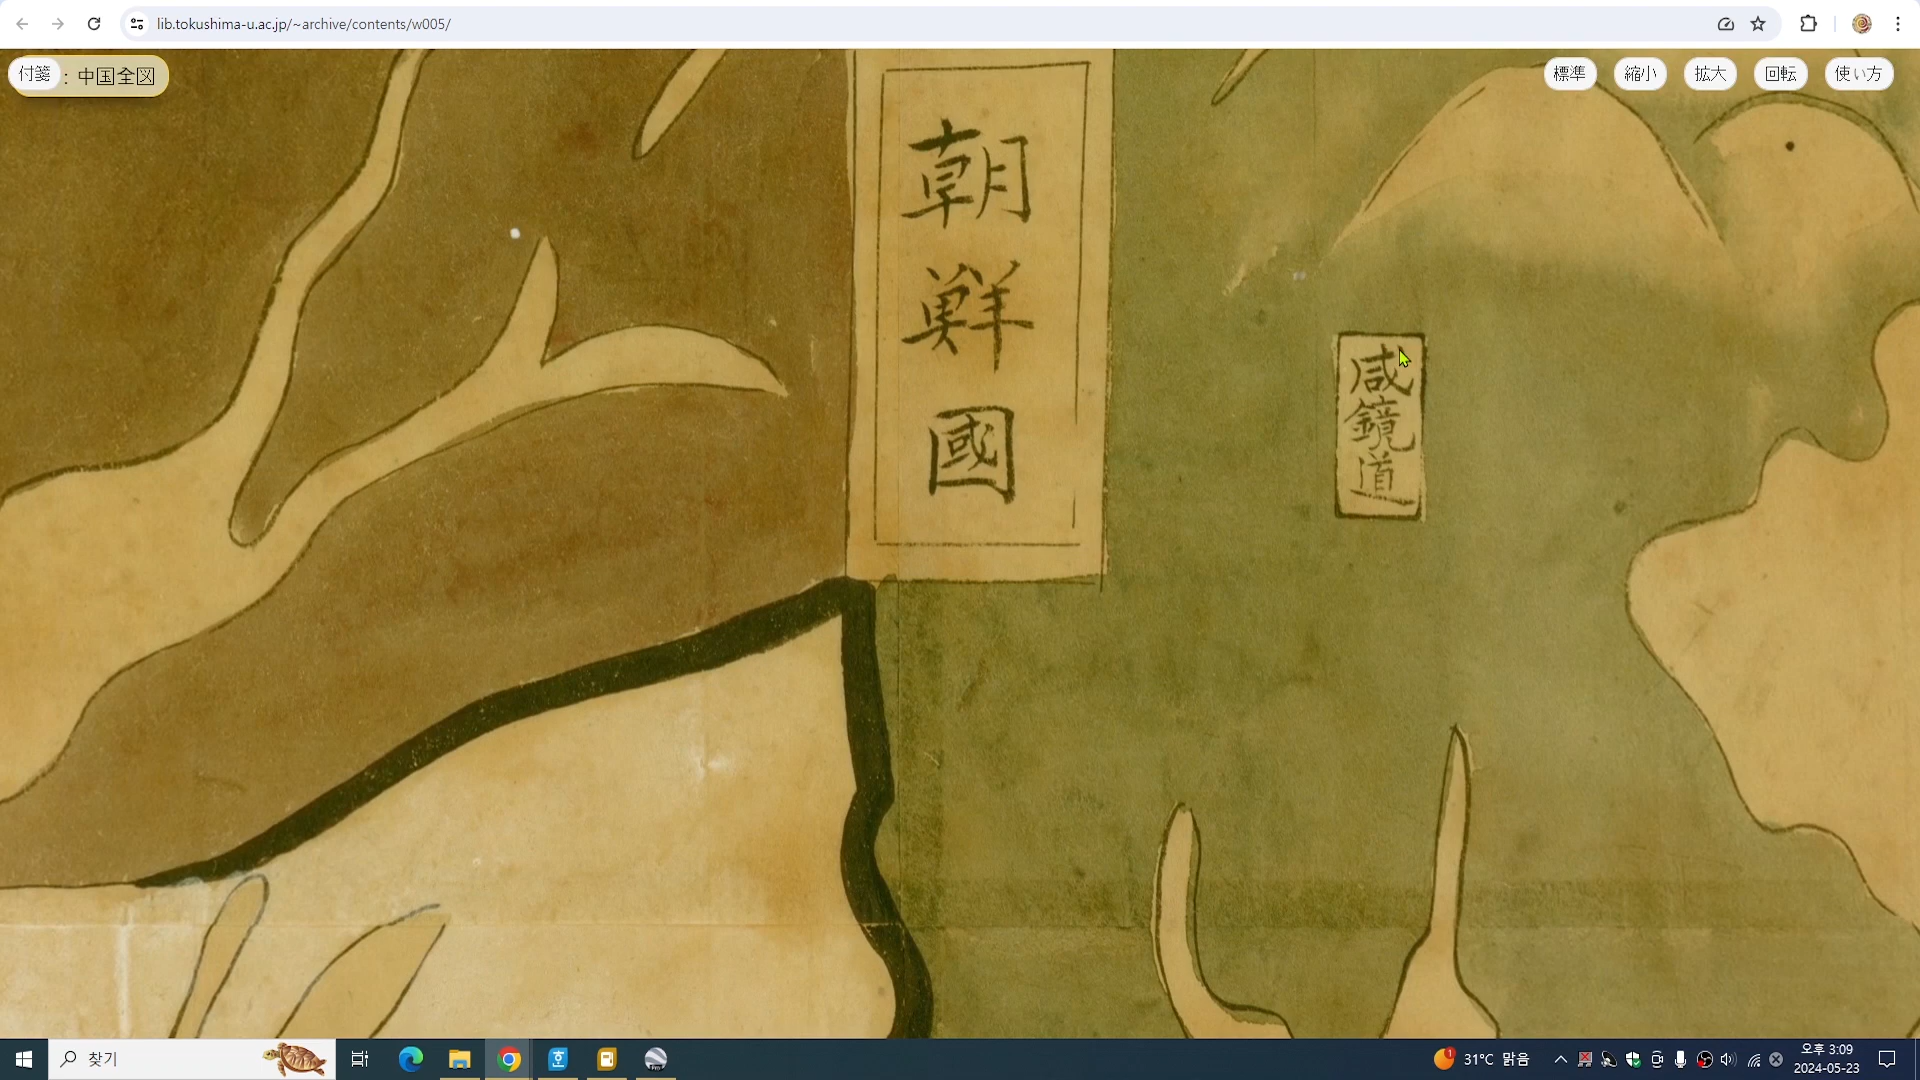 lib.tokushima-u.ac.jp/~archive/contents/w005/
付箋 : 中国全図
標準 縮小 拡大 回転 使い方
朝鮮國
咸鏡道
찾기
31°C 맑음
오후 3:09
2024-05-23